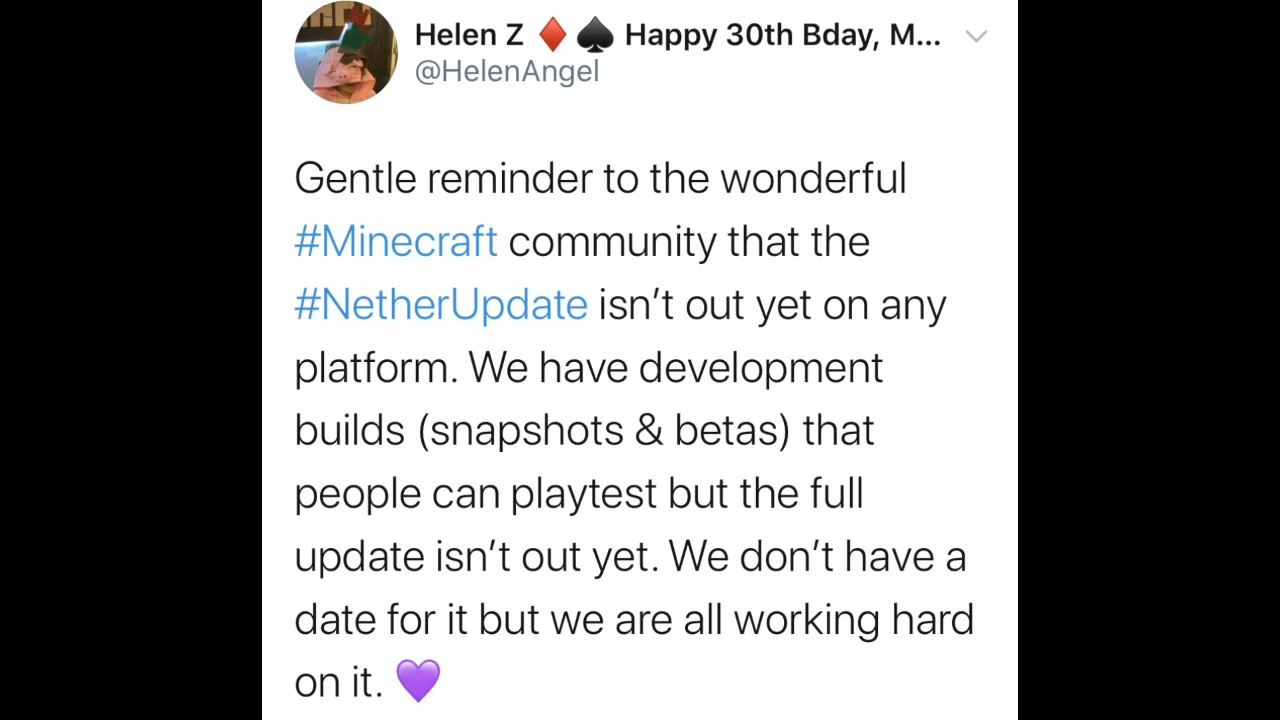 Helen Z ♦️♠️ Happy 30th Bday, M...
@HelenAngel
Gentle reminder to the wonderful
#Minecraft community that the
#NetherUpdate isn’t out yet on any
platform. We have development
builds (snapshots & betas) that
people can playtest but the full
update isn’t out yet. We don’t have a
date for it but we are all working hard
on it. 💜